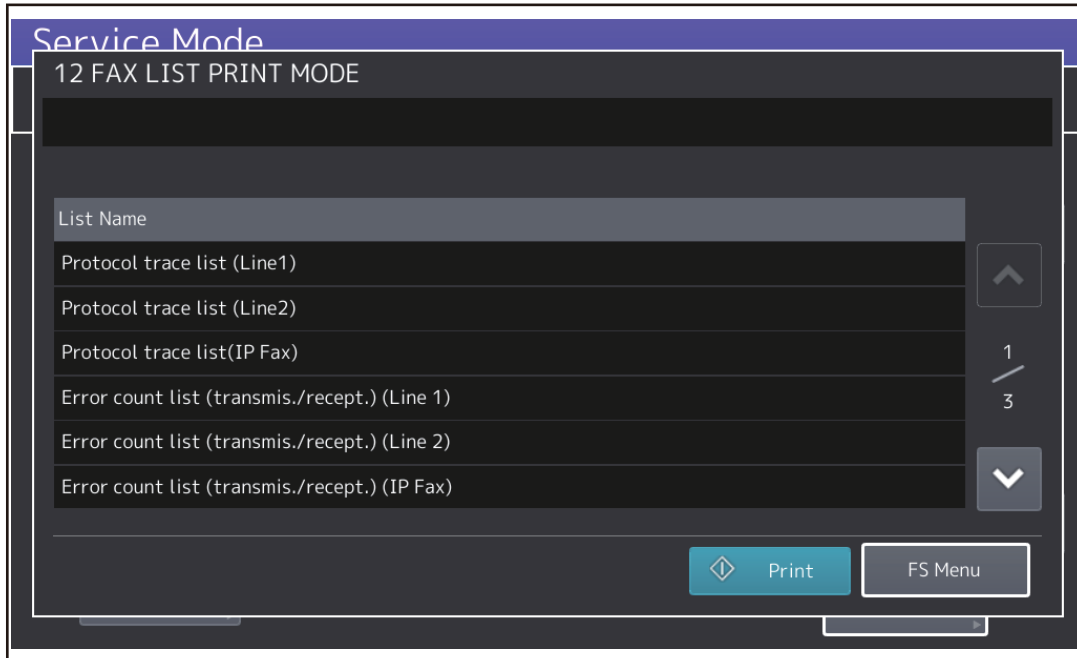 Service Mode
12 FAX LIST PRINT MODE
List Name
Protocol trace list (Line1)
Protocol trace list (Line2)
Protocol trace list(IP Fax)
1
3
Error count list (transmis./recept.) (Line 1)
Error count list (transmis./recept.) (Line 2)
Error count list (transmis./recept.) (IP Fax)
Print
FS Menu